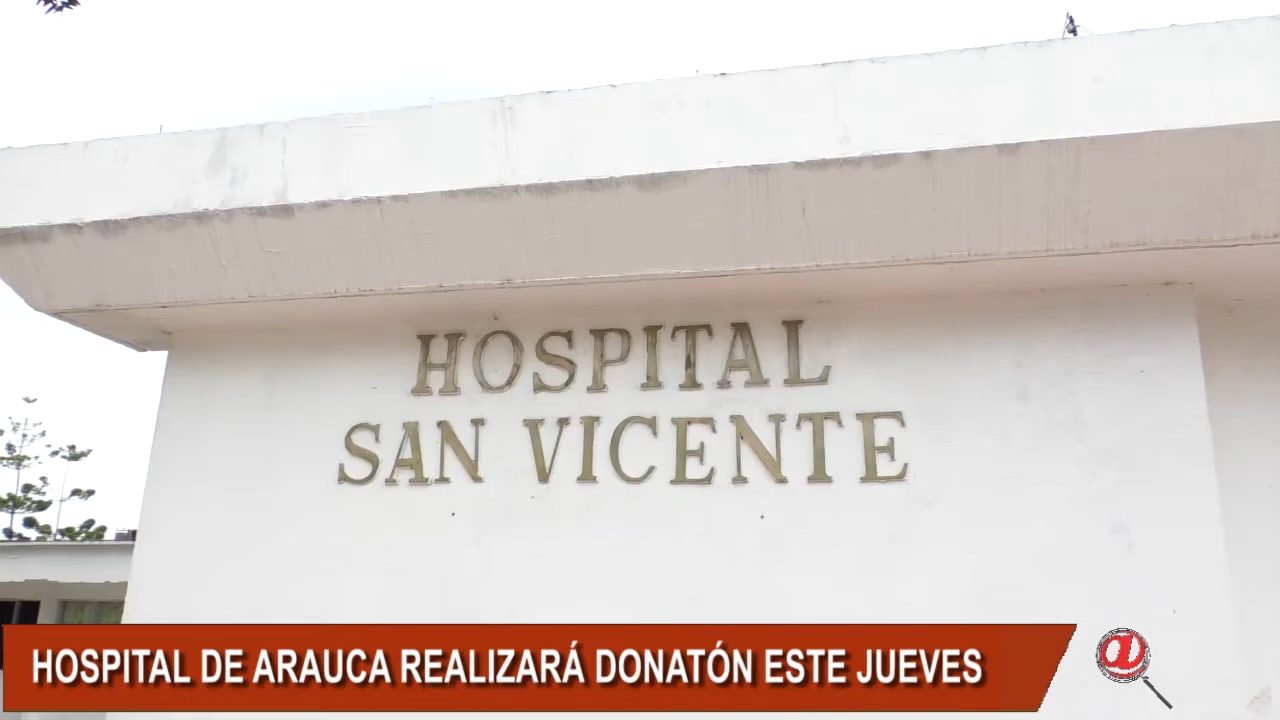 HOSPITAL
SAN VICENTE
HOSPITAL DE ARAUCA REALIZARÁ DONATÓN ESTE JUEVES
@